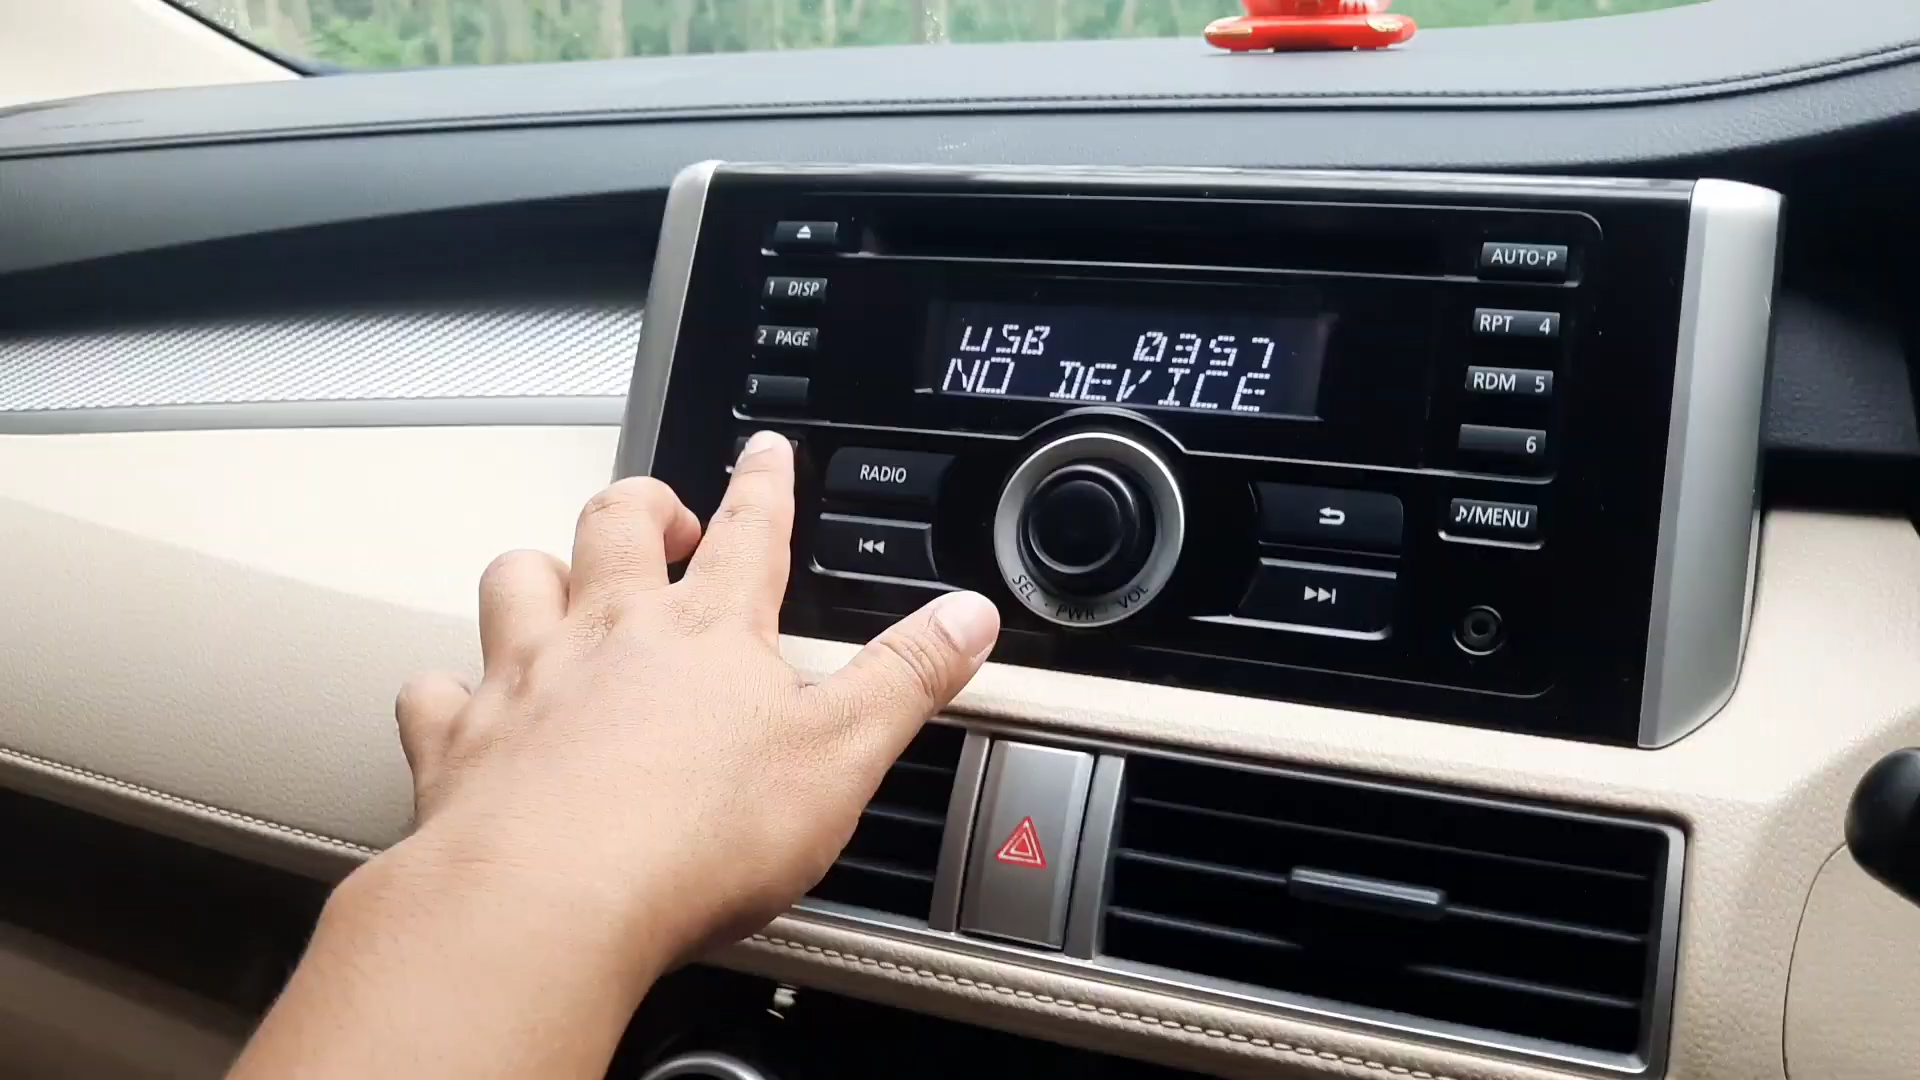 AUTO-P
1 DISP
2 PAGE
3
USB 0357
NO DEVICE
RPT 4
RDM 5
6
RADIO
♪/MENU
SEL • PWR • VOL